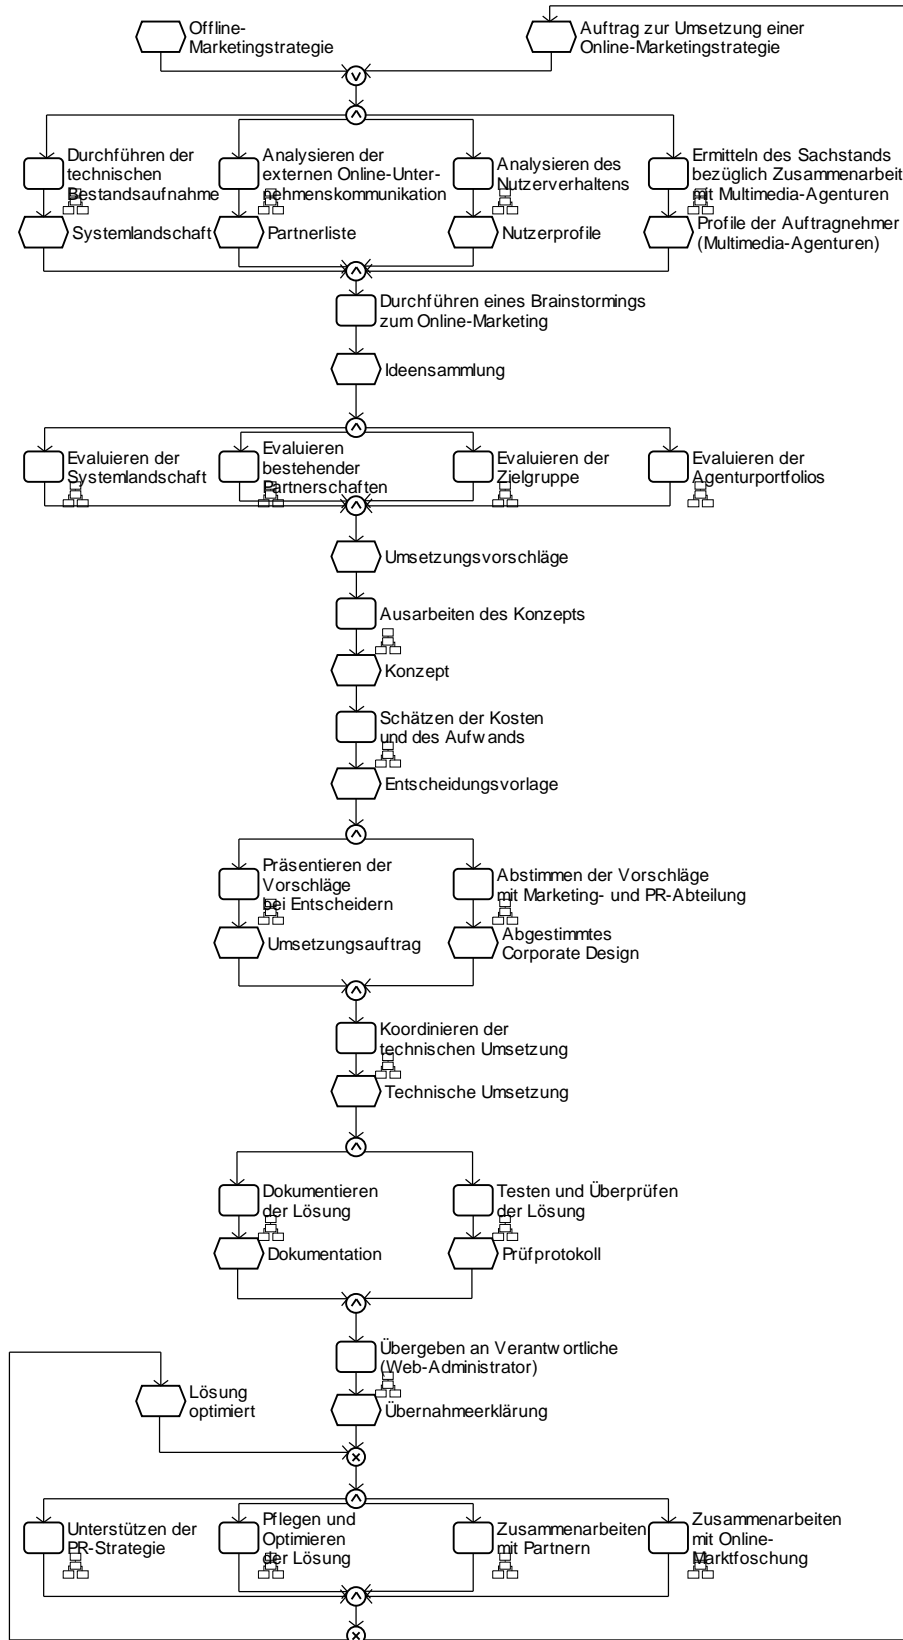 Offline-
Marketingstrategie
Auftrag zur Umsetzung einer
Online-Marketingstrategie
Durchführen der
technischen
Bestandsaufnahme
Analysieren der
externen Online-Unter-
nehmenskommunikation
Analysieren des
Nutzerverhaltens
Ermitteln des Sachstands
bezüglich Zusammenarbeit
mit Multimedia-Agenturen
Systemlandschaft
Partnerliste
Nutzerprofile
Profile der Auftragnehmer
(Multimedia-Agenturen)
Durchführen eines Brainstormings
zum Online-Marketing
Ideensammlung
Evaluieren der
Systemlandschaft
Evaluieren
bestehender
Partnerschaften
Evaluieren der
Zielgruppe
Evaluieren der
Agenturportfolios
Umsetzungsvorschläge
Ausarbeiten des Konzepts
Konzept
Schätzen der Kosten
und des Aufwands
Entscheidungsvorlage
Präsentieren der
Vorschläge
bei Entscheidern
Abstimmen der Vorschläge
mit Marketing- und PR-Abteilung
Umsetzungsauftrag
Abgestimmtes
Corporate Design
Koordinieren der
technischen Umsetzung
Technische Umsetzung
Dokumentieren
der Lösung
Testen und Überprüfen
der Lösung
Dokumentation
Prüfprotokoll
Übergeben an Verantwortliche
(Web-Administrator)
Lösung
optimiert
Übernahmeerklärung
Unterstützen der
PR-Strategie
Pflegen und
Optimieren
der Lösung
Zusammenarbeiten
mit Partnern
Zusammenarbeiten
mit Online-
Marktfoschung